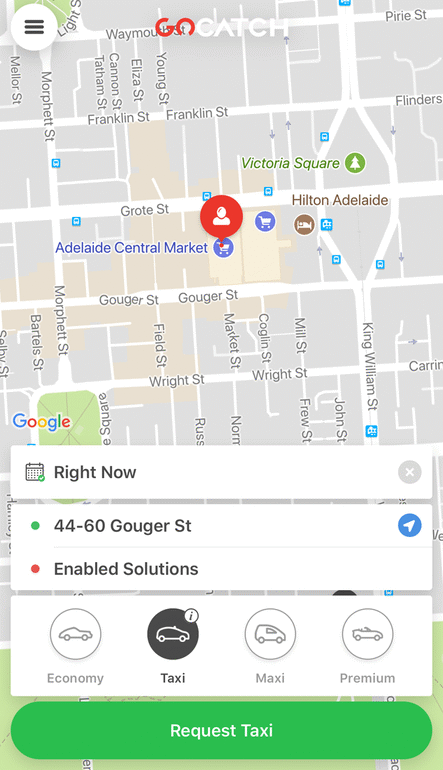 Light S
Pirie St
Waymouth St
GOCATCH
Mellor St
Morphett St
Tatham St
Cannon St
Eliza St
Young St
Flinders
Franklin St
Franklin St
Victoria Square
Hilton Adelaide
Grote St
Adelaide Central Market
Gouger St
Gouger St
Morphett St
Bartels St
Selby St
Field St
Market St
Coglin St
Mill St
King William St
Carrin
Wright St
Wright St
Google
e Square
Russ
Norm
Frew St
John St
Right Now
44-60 Gouger St
Enabled Solutions
i
Economy
Taxi
Maxi
Premium
Request Taxi